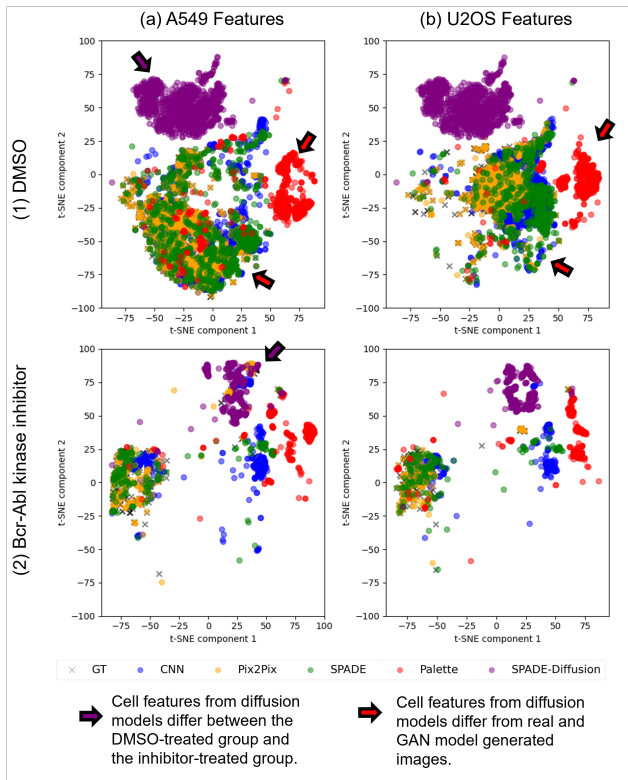 (a) A549 Features
(b) U2OS Features
(1) DMSO
t-SNE component 2
100
75
50
25
0
−25
−50
−75
−100
−75
−50
−25
0
25
50
75
t-SNE component 1
t-SNE component 2
100
75
50
25
0
−25
−50
−75
−100
−75
−50
−25
0
25
50
75
t-SNE component 1
(2) Bcr-Abl kinase inhibitor
t-SNE component 2
100
75
50
25
0
−25
−50
−75
−100
−75
−50
−25
0
25
50
75
100
t-SNE component 1
t-SNE component 2
100
75
50
25
0
−25
−50
−75
−100
−75
−50
−25
0
25
50
75
t-SNE component 1
GT
CNN
Pix2Pix
SPADE
Palette
SPADE-Diffusion
Cell features from diffusion
models differ between the
DMSO-treated group and
the inhibitor-treated group.
Cell features from diffusion
models differ from real and
GAN model generated
images.